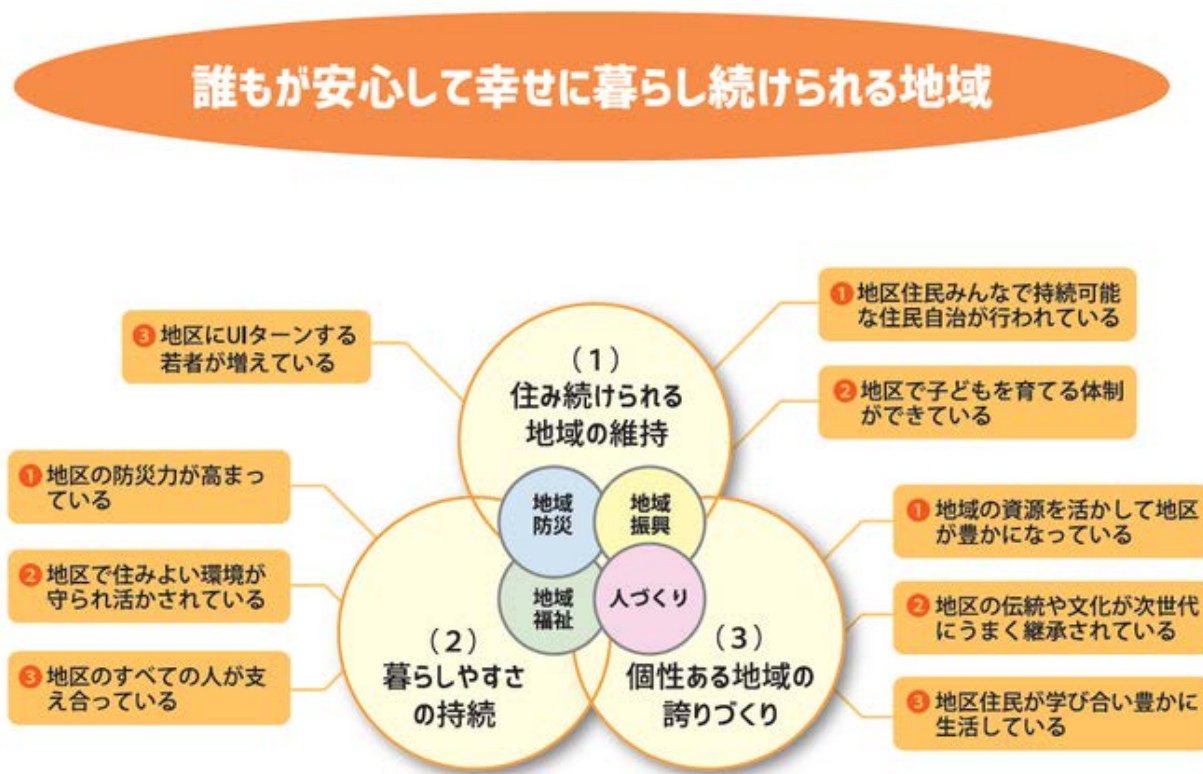 誰もが安心して幸せに暮らし続けられる地域
❸ 地区にUIターンする
若者が増えている
❶ 地区住民みんなで持続可能
な住民自治が行われている
❷ 地区で子どもを育てる体制
ができている
(1)
住み続けられる
地域の維持
❶ 地区の防災力が高まっ
ている
❷ 地区で住みよい環境が
守られ活かされている
❸ 地区のすべての人が支
え合っている
地域
防災
地域
振興
地域
福祉
人づくり
(2)
暮らしやすさ
の持続
(3)
個性ある地域の
誇りづくり
❶ 地域の資源を活かして地区
が豊かになっている
❷ 地区の伝統や文化が次世代
にうまく継承されている
❸ 地区住民が学び合い豊かに
生活している